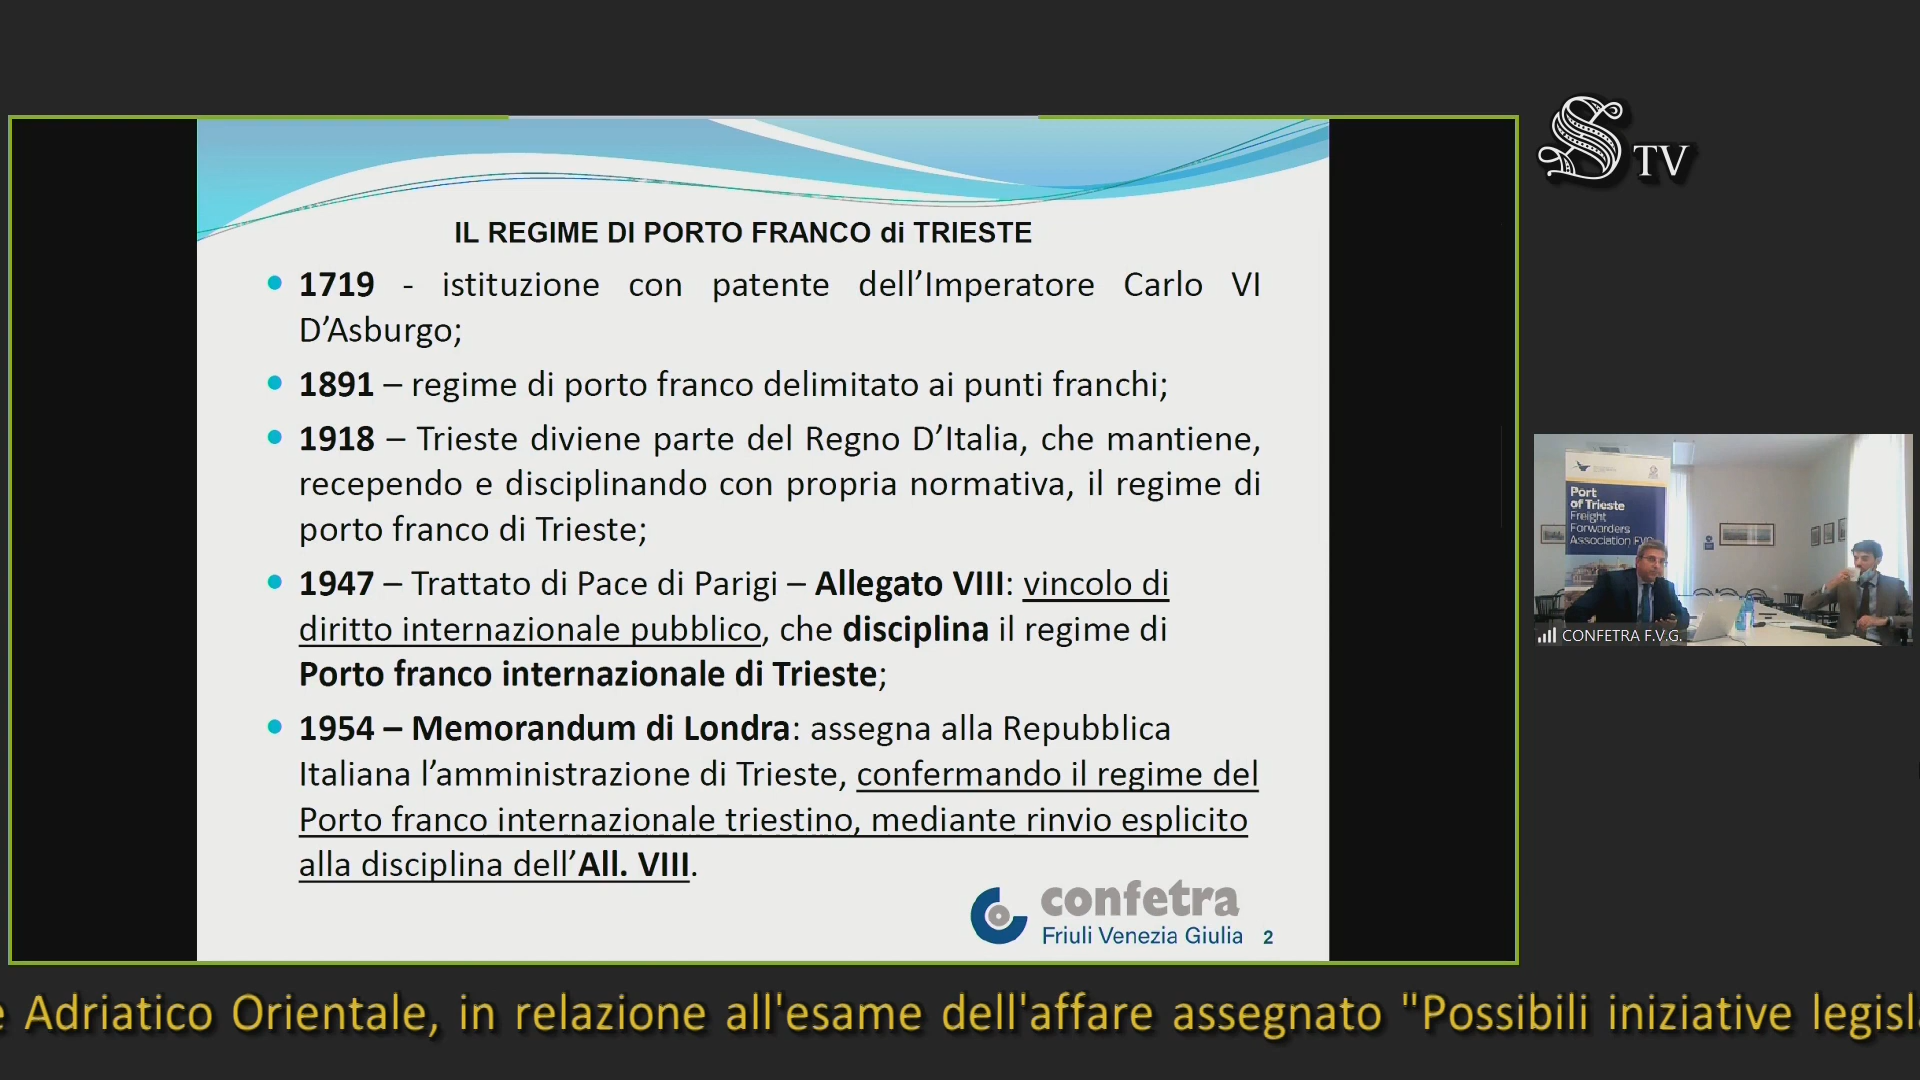 S TV
IL REGIME DI PORTO FRANCO di TRIESTE
1719 - istituzione con patente dell’Imperatore Carlo VI
D’Asburgo;
1891 – regime di porto franco delimitato ai punti franchi;
1918 – Trieste diviene parte del Regno D’Italia, che mantiene,
recependo e disciplinando con propria normativa, il regime di
porto franco di Trieste;
1947 – Trattato di Pace di Parigi – Allegato VIII: vincolo di
diritto internazionale pubblico, che disciplina il regime di
Porto franco internazionale di Trieste;
1954 – Memorandum di Londra: assegna alla Repubblica
Italiana l’amministrazione di Trieste, confermando il regime del
Porto franco internazionale triestino, mediante rinvio esplicito
alla disciplina dell’All. VIII.
confetra
Friuli Venezia Giulia 2
Port
of Trieste
Freight
Forwarders
Association FVG
CONFETRA F.V.G.
e Adriatico Orientale, in relazione all'esame dell'affare assegnato "Possibili iniziative legisla